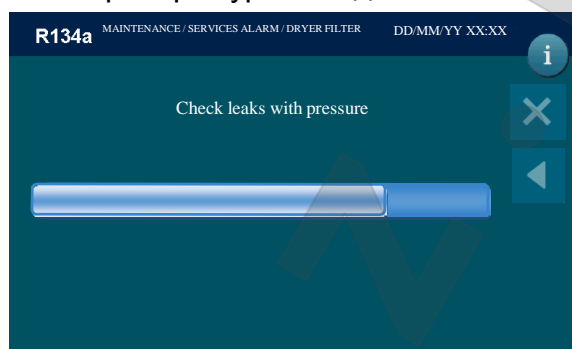 R134a MAINTENANCE / SERVICES ALARM / DRYER FILTER DD/MM/YY XX:XX
i
Check leaks with pressure